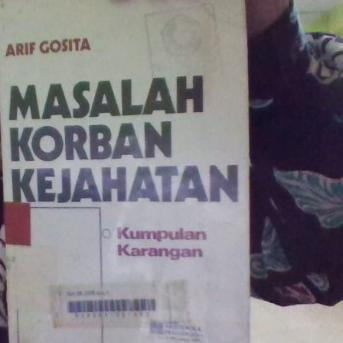 ARIF GOSITA
MASALAH
KORBAN
KEJAHATAN
Kumpulan
Karangan